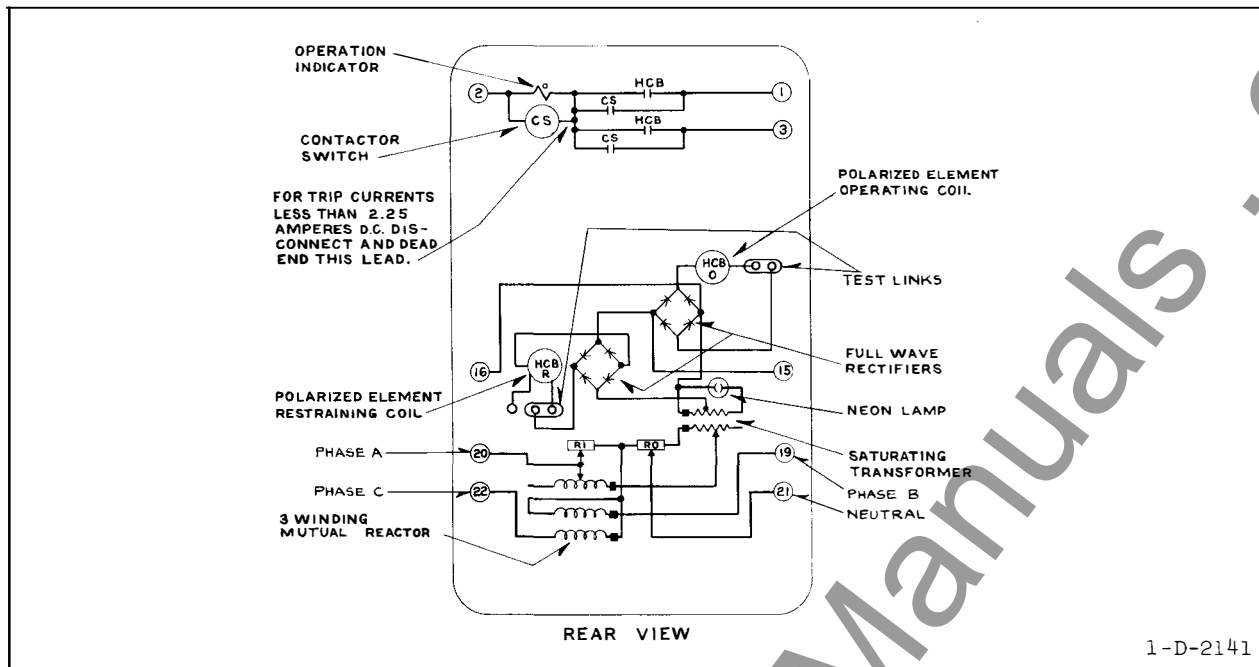 OPERATION
INDICATOR
HCB
2
1
CS
CS
HCB
3
CS
CONTACTOR
SWITCH
FOR TRIP CURRENTS
LESS THAN 2.25
AMPERES D.C. DIS-
CONNECT AND DEAD
END THIS LEAD.
POLARIZED ELEMENT
OPERATING COIL
HCB
O
TEST LINKS
FULL WAVE
RECTIFIERS
16
HCB
R
15
POLARIZED ELEMENT
RESTRAINING COIL
NEON LAMP
PHASE A
20
R1
R0
19
SATURATING
TRANSFORMER
PHASE C
22
21
PHASE B
NEUTRAL
3 WINDING
MUTUAL REACTOR
REAR VIEW
1-D-2141
Manuals